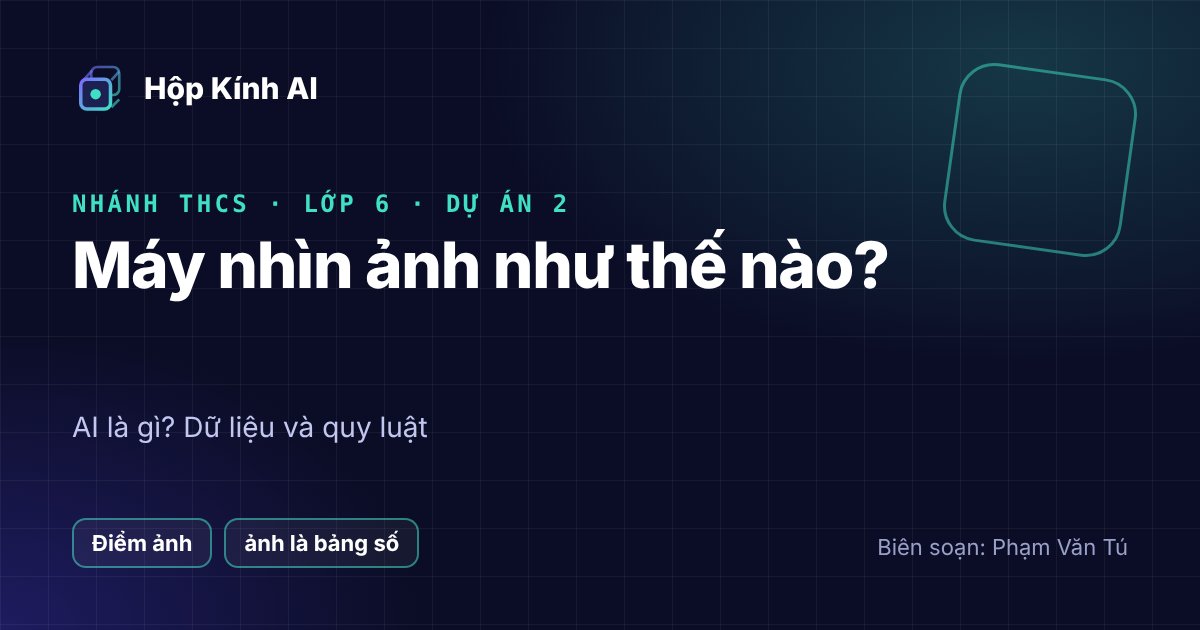 Hộp Kính AI
NHÁNH THCS · LỚP 6 · DỰ ÁN 2
Máy nhìn ảnh như thế nào?
AI là gì? Dữ liệu và quy luật
Điểm ảnh
ảnh là bảng số
Biên soạn: Phạm Văn Tú